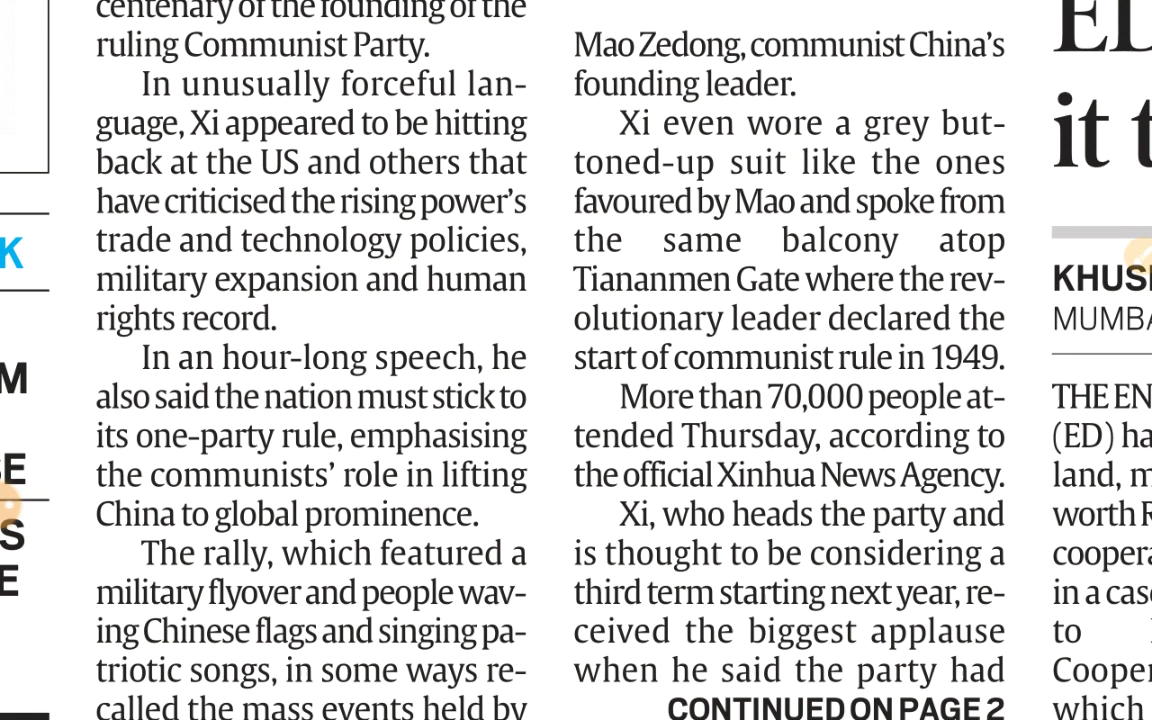 K
M
S
E
centenary of the founding of the
ruling Communist Party.
In unusually forceful lan-
guage, Xi appeared to be hitting
back at the US and others that
have criticised the rising power's
trade and technology policies,
military expansion and human
rights record.
In an hour-long speech, he
also said the nation must stick to
its one-party rule, emphasising
the communists' role in lifting
China to global prominence.
The rally, which featured a
military flyover and people wav-
ing Chinese flags and singing pa-
triotic songs, in some ways re-
called the mass events held by
Mao Zedong, communist China's
founding leader.
Xi even wore a grey but-
toned-up suit like the ones
favoured by Mao and spoke from
the same balcony atop
Tiananmen Gate where the rev-
olutionary leader declared the
start of communist rule in 1949.
More than 70,000 people at-
tended Thursday, according to
the official Xinhua News Agency.
Xi, who heads the party and
is thought to be considering a
third term starting next year, re-
ceived the biggest applause
when he said the party had
CONTINUED ON PAGE 2
ED
it t
KHUS
MUMBA
THE EN
(ED) ha
land, m
worth R
coopera
in a cas
to
Cooper
which